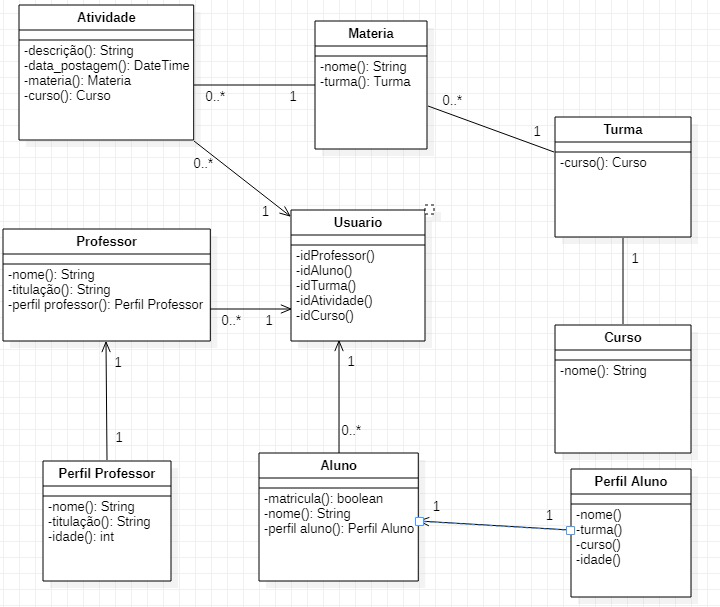 Atividade
-descrição(): String
-data_postagem(): DateTime
-materia(): Materia
-curso(): Curso
0..*
1
Materia
-nome(): String
-turma(): Turma
0..*
1
Turma
-curso(): Curso
1
0..*
1
Usuario
-idProfessor()
-idAluno()
-idTurma()
-idAtividade()
-idCurso()
Professor
-nome(): String
-titulação(): String
-perfil professor(): Perfil Professor
0..*
1
Curso
-nome(): String
1
1
Perfil Professor
-nome(): String
-titulação(): String
-idade(): int
1
0..*
Aluno
-matricula(): boolean
-nome(): String
-perfil aluno(): Perfil Aluno
1
1
Perfil Aluno
-nome()
-turma()
-curso()
-idade()